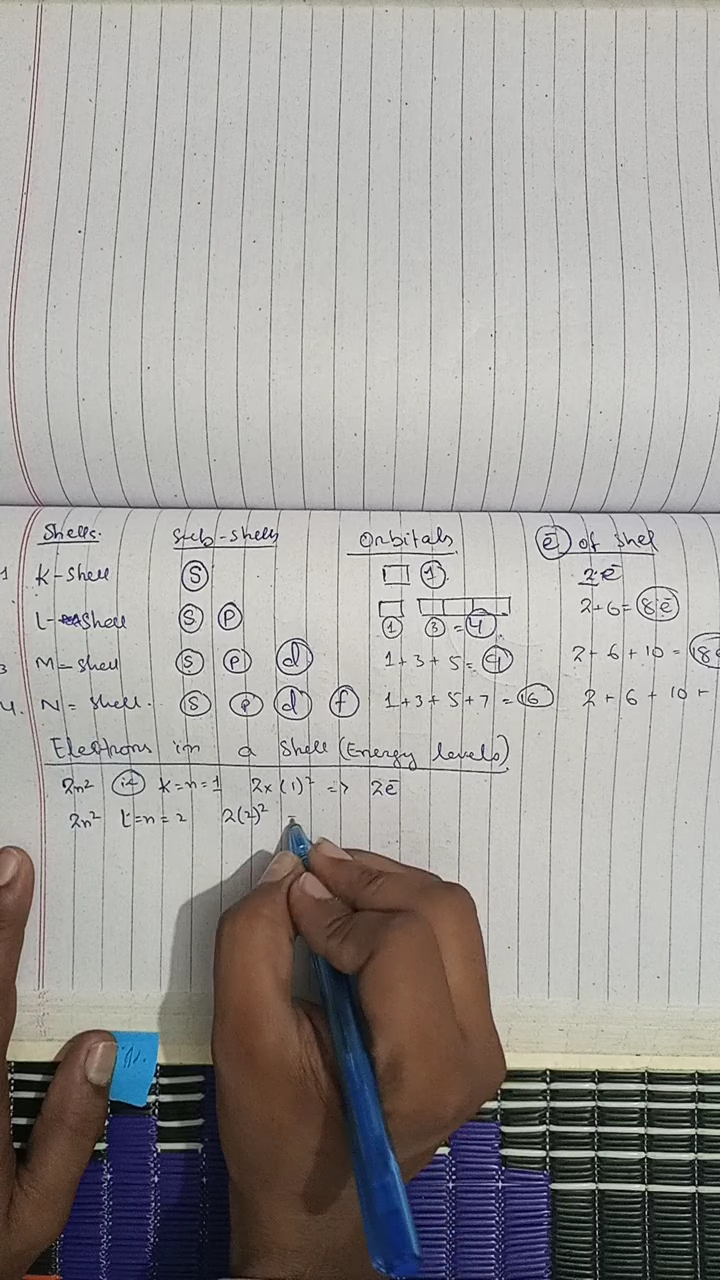 Shells. Sub-shells Orbitals ē of shel
1 K-shell S 1. 2ē
L-shell S P 1 3 = 4. 2+6= 8ē
3 M-shell S P d 1+3+5= 9 2+6+10 = 18
4. N= shell. S P d f 1+3+5+7 = 16 2+6+10+
Electrons in a shell (Energy levels)
2n² if K=n=1 2×(1)² => 2ē
2n² L=n=2 2(2)²